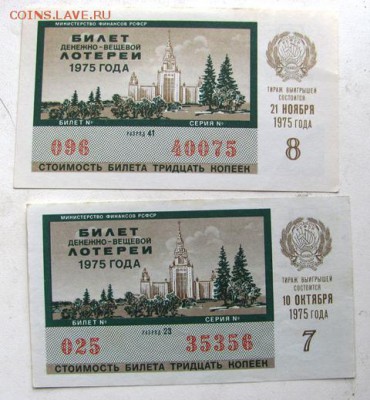 COINS.LAVE.RU
МИНИСТЕРСТВО ФИНАНСОВ РСФСР
БИЛЕТ
ДЕНЕЖНО-ВЕЩЕВОЙ
ЛОТЕРЕИ
1975 ГОДА
ТИРАЖ ВЫИГРЫШЕЙ
СОСТОИТСЯ
21 НОЯБРЯ
1975 ГОДА
8
РАЗРЯД 41
БИЛЕТ № СЕРИЯ №
096 40075
СТОИМОСТЬ БИЛЕТА ТРИДЦАТЬ КОПЕЕК
МИНИСТЕРСТВО ФИНАНСОВ РСФСР
БИЛЕТ
ДЕНЕЖНО-ВЕЩЕВОЙ
ЛОТЕРЕИ
1975 ГОДА
ТИРАЖ ВЫИГРЫШЕЙ
СОСТОИТСЯ
10 ОКТЯБРЯ
1975 ГОДА
7
РАЗРЯД 23
БИЛЕТ № СЕРИЯ №
025 35356
СТОИМОСТЬ БИЛЕТА ТРИДЦАТЬ КОПЕЕК